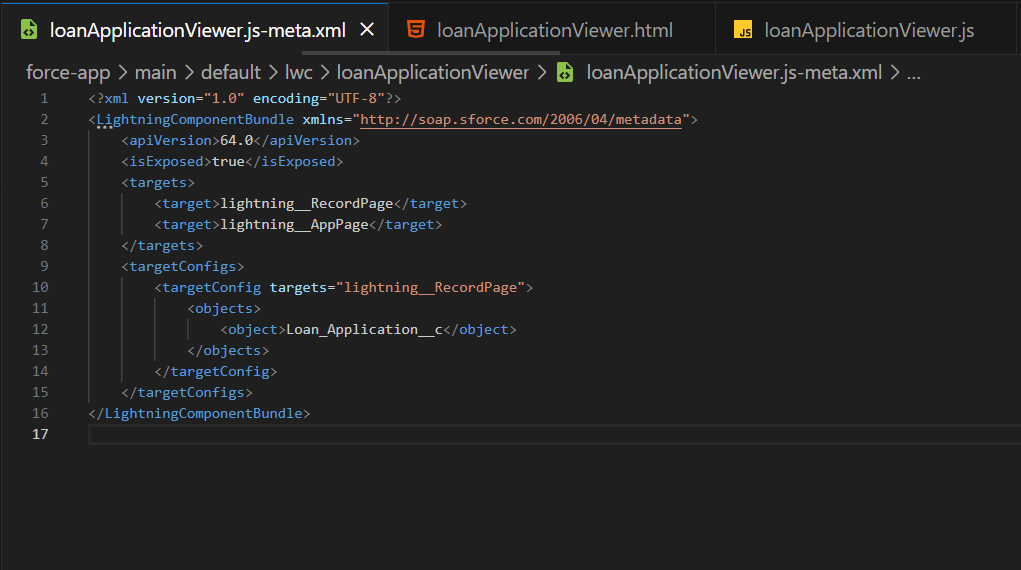 loanApplicationViewer.js-meta.xml loanApplicationViewer.html JS loanApplicationViewer.js
force-app > main > default > lwc > loanApplicationViewer > loanApplicationViewer.js-meta.xml > ...
1 <?xml version="1.0" encoding="UTF-8"?>
2 <LightningComponentBundle xmlns="http://soap.sforce.com/2006/04/metadata">
3 <apiVersion>64.0</apiVersion>
4 <isExposed>true</isExposed>
5 <targets>
6 <target>lightning__RecordPage</target>
7 <target>lightning__AppPage</target>
8 </targets>
9 <targetConfigs>
10 <targetConfig targets="lightning__RecordPage">
11 <objects>
12 <object>Loan_Application__c</object>
13 </objects>
14 </targetConfig>
15 </targetConfigs>
16 </LightningComponentBundle>
17